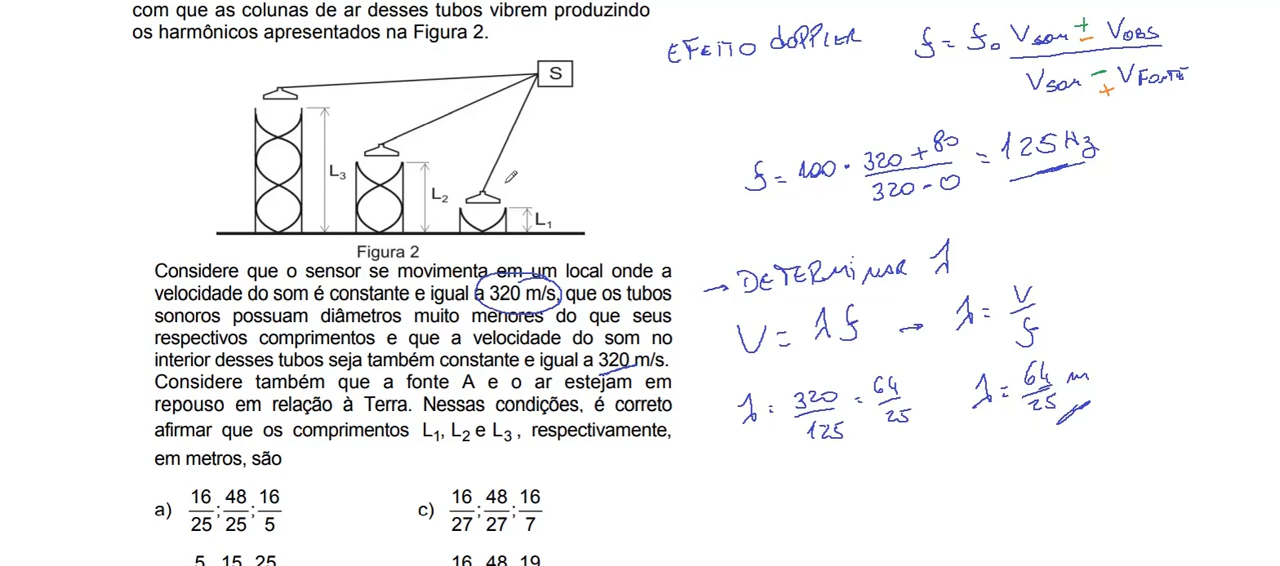 com que as colunas de ar desses tubos vibrem produzindo
os harmônicos apresentados na Figura 2.
S
L3
L2
L1
Figura 2
Considere que o sensor se movimenta em um local onde a
velocidade do som é constante e igual a 320 m/s, que os tubos
sonoros possuam diâmetros muito menores do que seus
respectivos comprimentos e que a velocidade do som no
interior desses tubos seja também constante e igual a 320 m/s.
Considere também que a fonte A e o ar estejam em
repouso em relação à Terra. Nessas condições, é correto
afirmar que os comprimentos L1, L2 e L3, respectivamente,
em metros, são
a) 16/25; 48/25; 16/5
c) 16/27; 48/27; 16/7
5 15 25
16 48 19
EFEITO DOPPLER
f = f0 VSOM ± VOBS / VSOM ∓ VFONTE
f = 100 · 320 + 80 / 320 - 0 = 125 Hz
→ DETERMINAR λ
V = λ f → λ = V/f
λ = 320/125 = 64/25 λ = 64/25 m